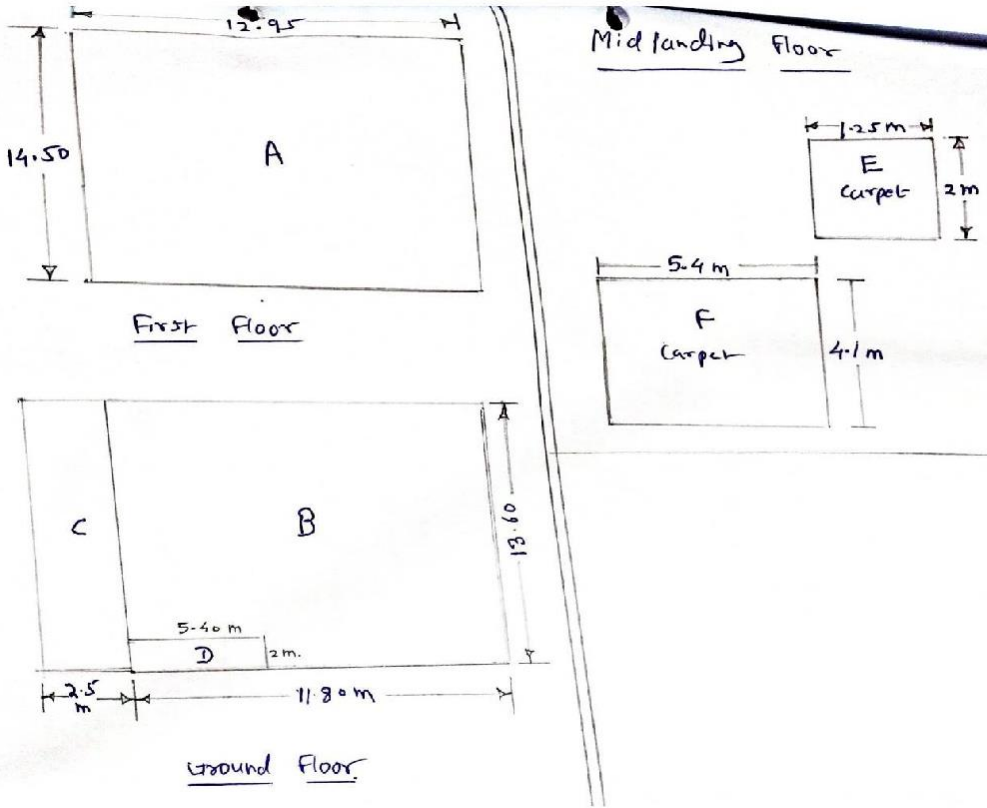 12.95
14.50
A
First Floor
C
B
13.60
5.40 m
D
2m.
2.5
m
11.80m
Ground Floor
Midlanding Floor
1.25m
E
Carpet
2m
5.4 m
F
Carpet
4.1m